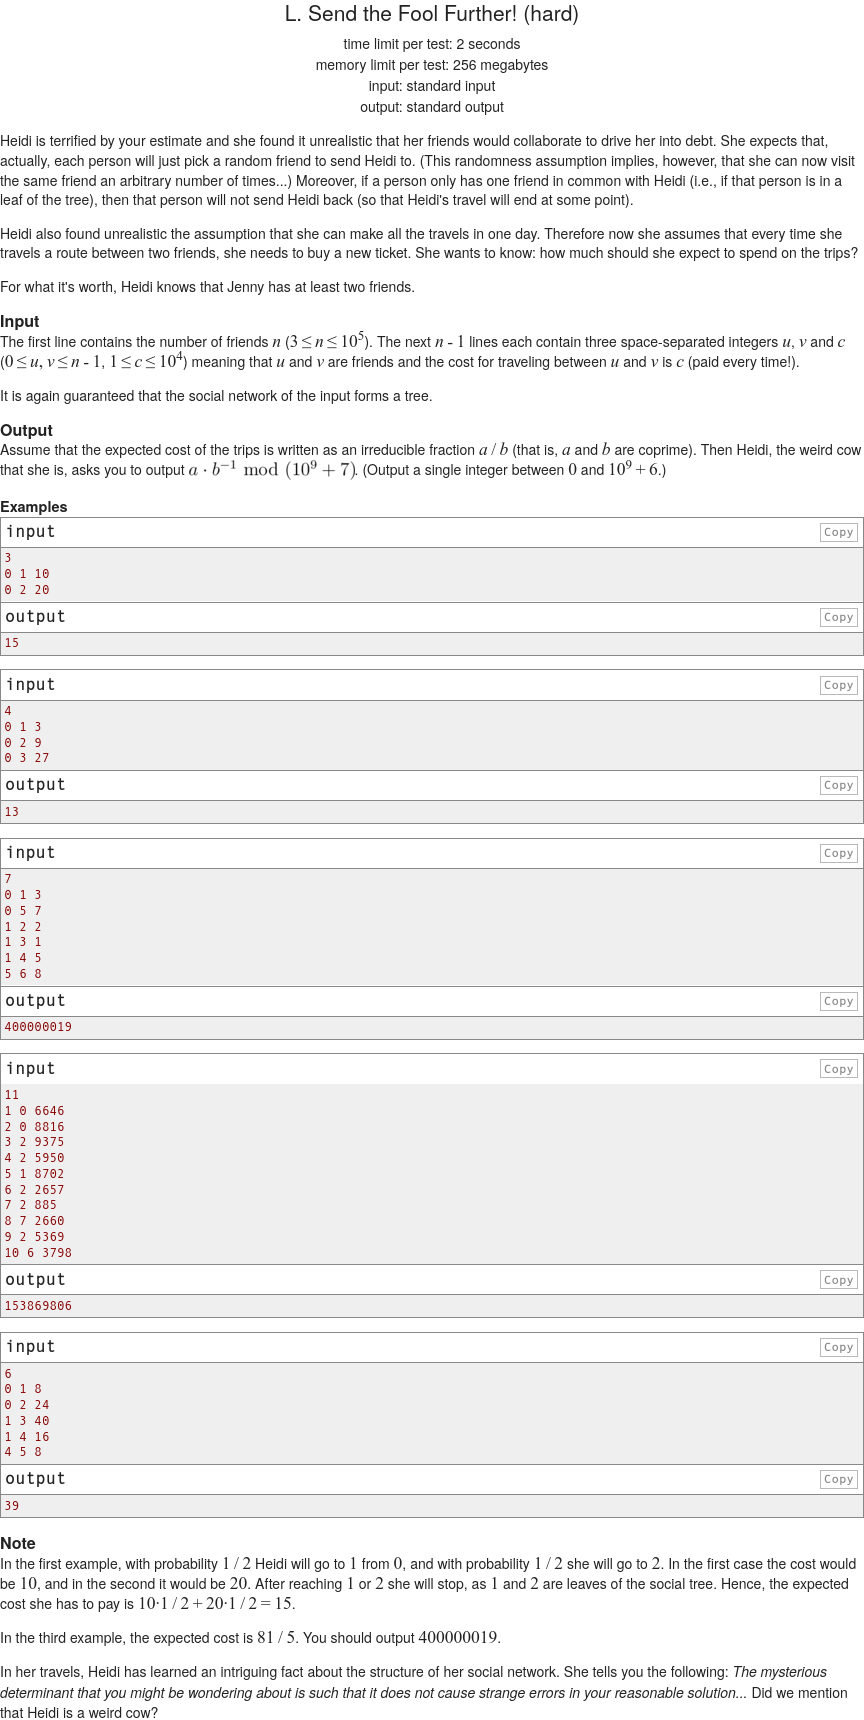 L. Send the Fool Further! (hard)
time limit per test: 2 seconds
memory limit per test: 256 megabytes
input: standard input
output: standard output
Heidi is terrified by your estimate and she found it unrealistic that her friends would collaborate to drive her into debt. She expects that,
actually, each person will just pick a random friend to send Heidi to. (This randomness assumption implies, however, that she can now visit
the same friend an arbitrary number of times...) Moreover, if a person only has one friend in common with Heidi (i.e., if that person is in a
leaf of the tree), then that person will not send Heidi back (so that Heidi's travel will end at some point).
Heidi also found unrealistic the assumption that she can make all the travels in one day. Therefore now she assumes that every time she
travels a route between two friends, she needs to buy a new ticket. She wants to know: how much should she expect to spend on the trips?
For what it's worth, Heidi knows that Jenny has at least two friends.
Input
The first line contains the number of friends n (3 ≤ n ≤ 10^5). The next n - 1 lines each contain three space-separated integers u, v and c
(0 ≤ u, v ≤ n - 1, 1 ≤ c ≤ 10^4) meaning that u and v are friends and the cost for traveling between u and v is c (paid every time!).
It is again guaranteed that the social network of the input forms a tree.
Output
Assume that the expected cost of the trips is written as an irreducible fraction a / b (that is, a and b are coprime). Then Heidi, the weird cow
that she is, asks you to output a · b^-1 mod (10^9 + 7). (Output a single integer between 0 and 10^9 + 6.)
Examples
input
Copy
3
0 1 10
0 2 20
output
Copy
15
input
Copy
4
0 1 3
0 2 9
0 3 27
output
Copy
13
input
Copy
7
0 1 3
0 5 7
1 2 2
1 3 1
1 4 5
5 6 8
output
Copy
400000019
input
Copy
11
1 0 6646
2 0 8816
3 2 9375
4 2 5950
5 1 8702
6 2 2657
7 2 885
8 7 2660
9 2 5369
10 6 3798
output
Copy
153869806
input
Copy
6
0 1 8
0 2 24
1 3 40
1 4 16
4 5 8
output
Copy
39
Note
In the first example, with probability 1 / 2 Heidi will go to 1 from 0, and with probability 1 / 2 she will go to 2. In the first case the cost would
be 10, and in the second it would be 20. After reaching 1 or 2 she will stop, as 1 and 2 are leaves of the social tree. Hence, the expected
cost she has to pay is 10·1 / 2 + 20·1 / 2 = 15.
In the third example, the expected cost is 81 / 5. You should output 400000019.
In her travels, Heidi has learned an intriguing fact about the structure of her social network. She tells you the following: The mysterious
determinant that you might be wondering about is such that it does not cause strange errors in your reasonable solution... Did we mention
that Heidi is a weird cow?